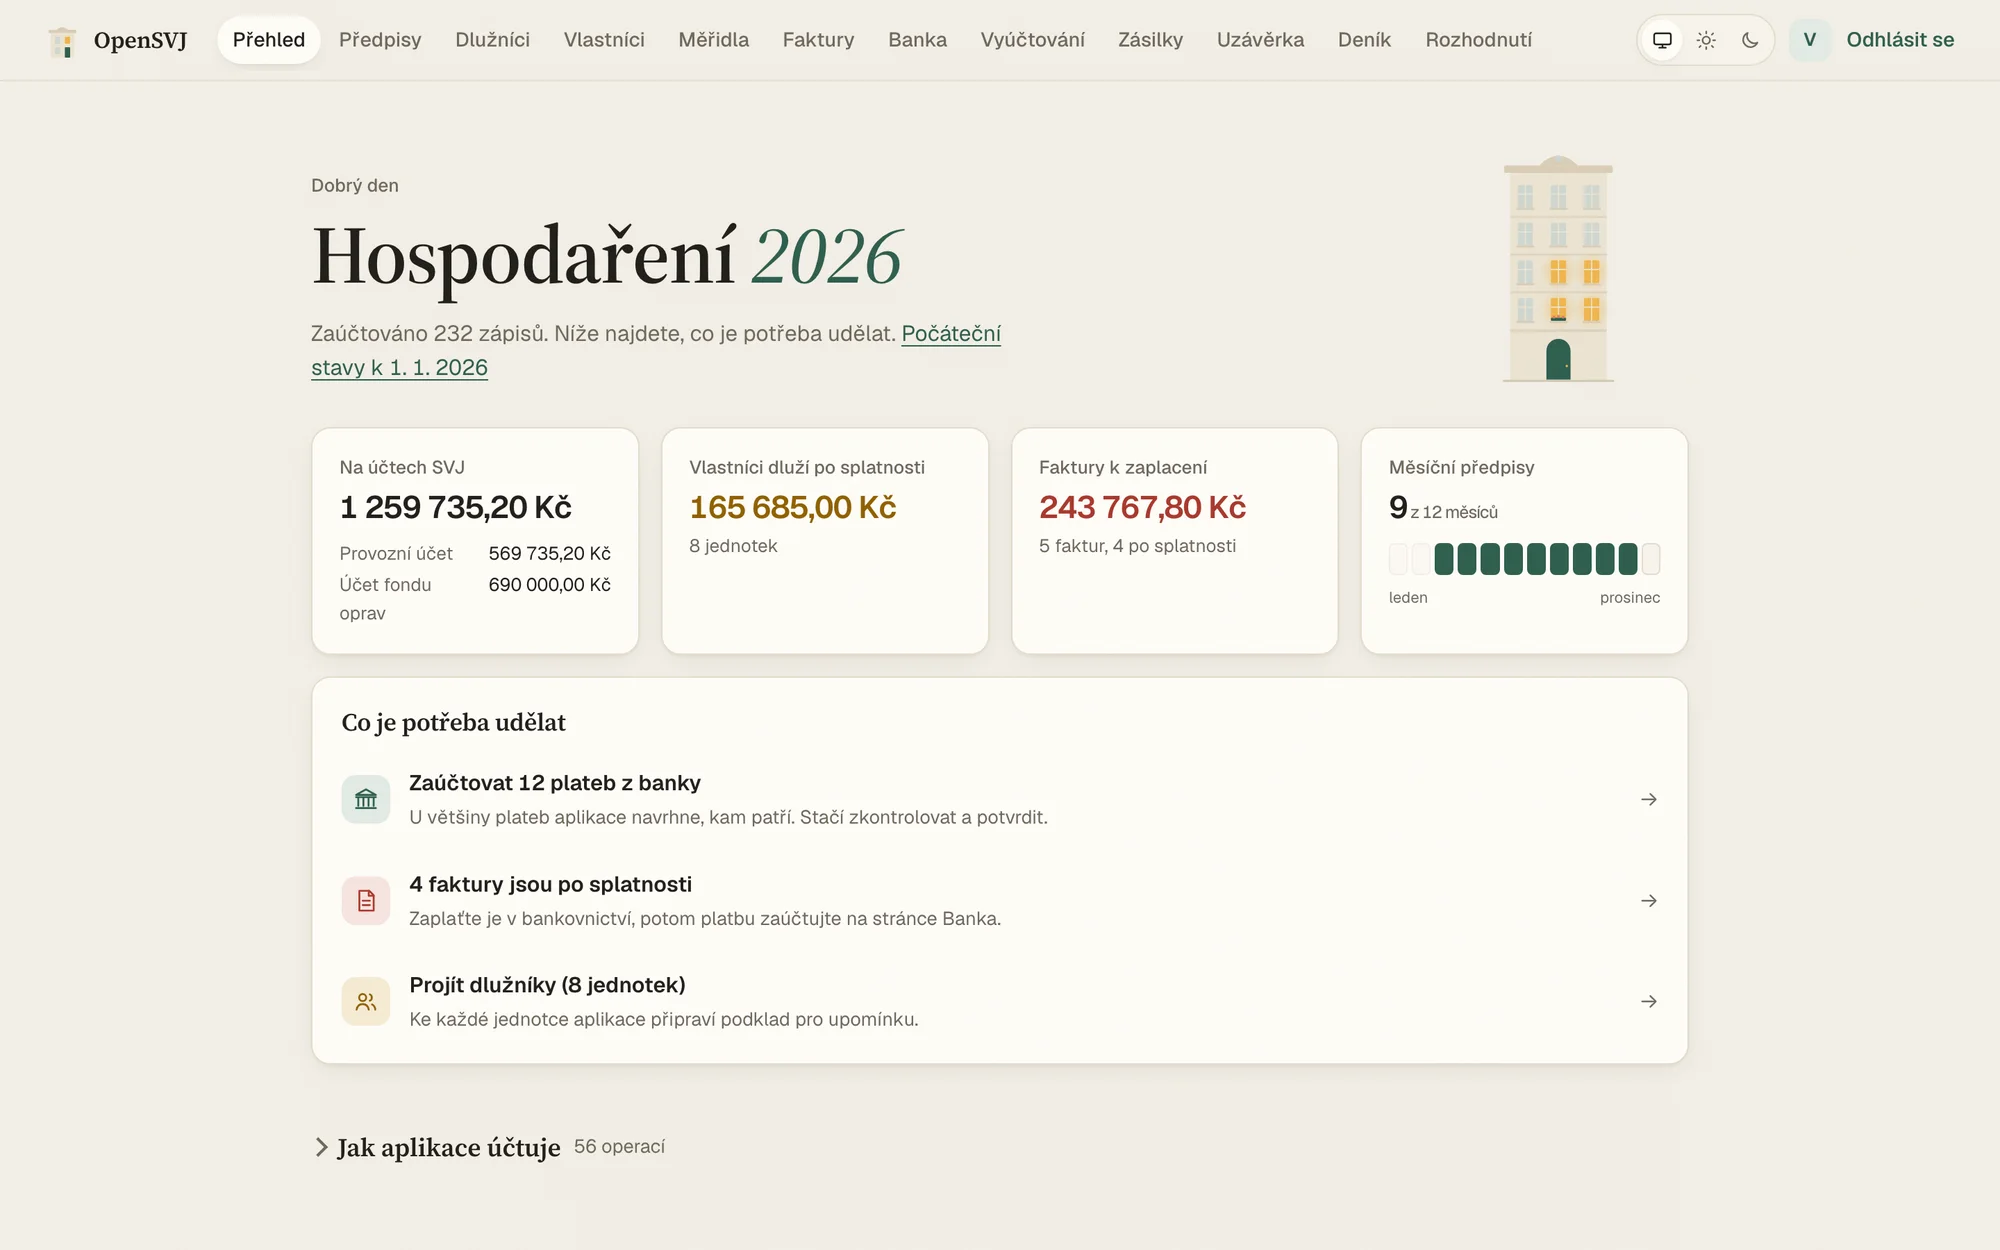 OpenSVJ
Přehled
Předpisy
Dlužníci
Vlastníci
Měřidla
Faktury
Banka
Vyúčtování
Zásilky
Uzávěrka
Deník
Rozhodnutí
V
Odhlásit se
Dobrý den
Hospodaření 2026
Zaúčtováno 232 zápisů. Níže najdete, co je potřeba udělat. Počáteční
stavy k 1. 1. 2026
Na účtech SVJ
1 259 735,20 Kč
Provozní účet 569 735,20 Kč
Účet fondu 690 000,00 Kč
oprav
Vlastníci dluží po splatnosti
165 685,00 Kč
8 jednotek
Faktury k zaplacení
243 767,80 Kč
5 faktur, 4 po splatnosti
Měsíční předpisy
9 z 12 měsíců
leden prosinec
Co je potřeba udělat
Zaúčtovat 12 plateb z banky
U většiny plateb aplikace navrhne, kam patří. Stačí zkontrolovat a potvrdit.
4 faktury jsou po splatnosti
Zaplaťte je v bankovnictví, potom platbu zaúčtujte na stránce Banka.
Projít dlužníky (8 jednotek)
Ke každé jednotce aplikace připraví podklad pro upomínku.
Jak aplikace účtuje 56 operací